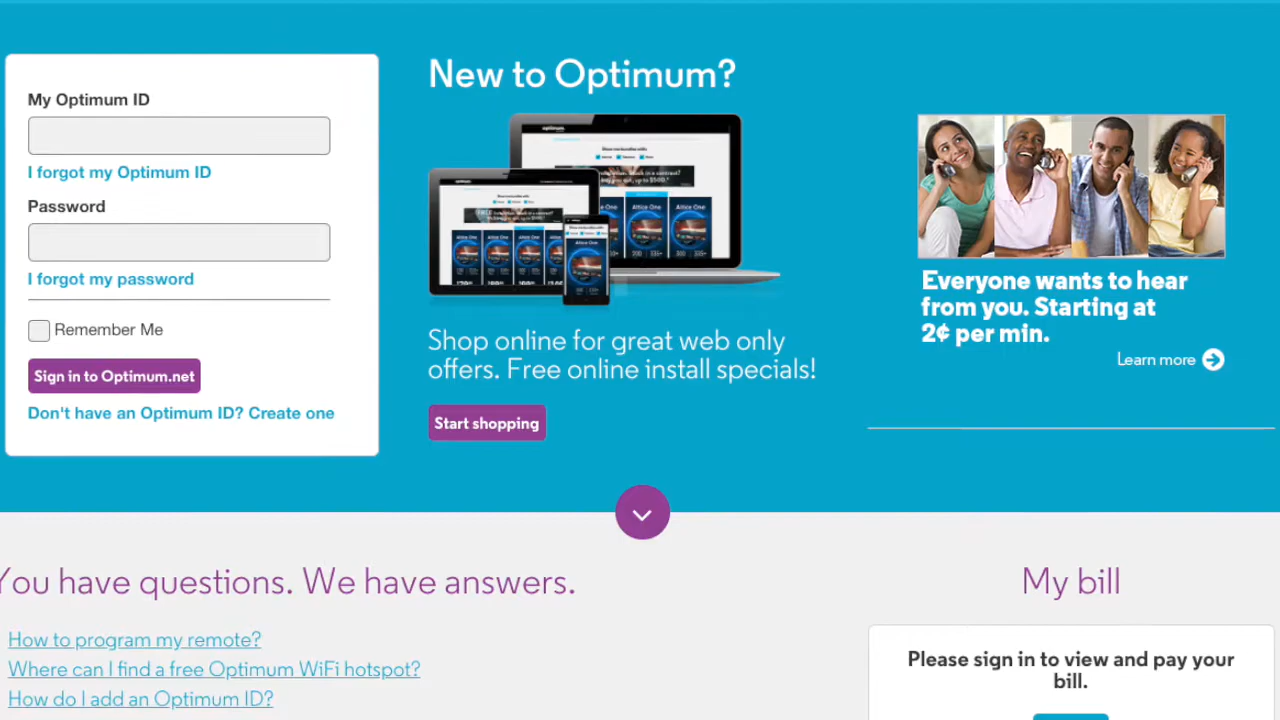 My Optimum ID
I forgot my Optimum ID
Password
I forgot my password
Remember Me
Sign in to Optimum.net
Don't have an Optimum ID? Create one
New to Optimum?
optimum
Altice One
Shop online for great web only
offers. Free online install specials!
Start shopping
Everyone wants to hear
from you. Starting at
2¢ per min.
Learn more
You have questions. We have answers.
How to program my remote?
Where can I find a free Optimum WiFi hotspot?
How do I add an Optimum ID?
My bill
Please sign in to view and pay your
bill.